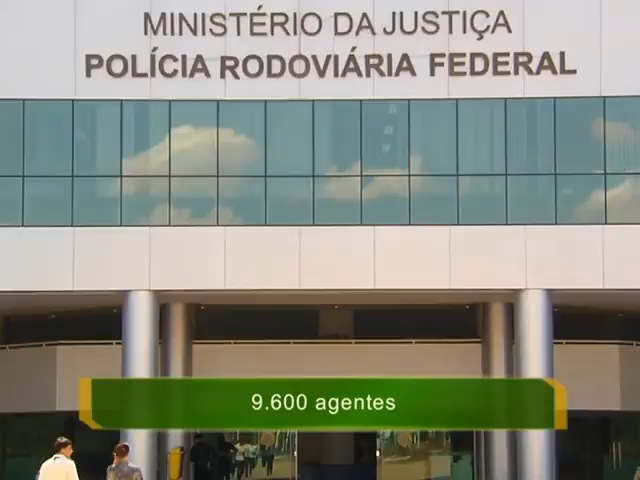 MINISTÉRIO DA JUSTIÇA
POLÍCIA RODOVIÁRIA FEDERAL
9.600 agentes